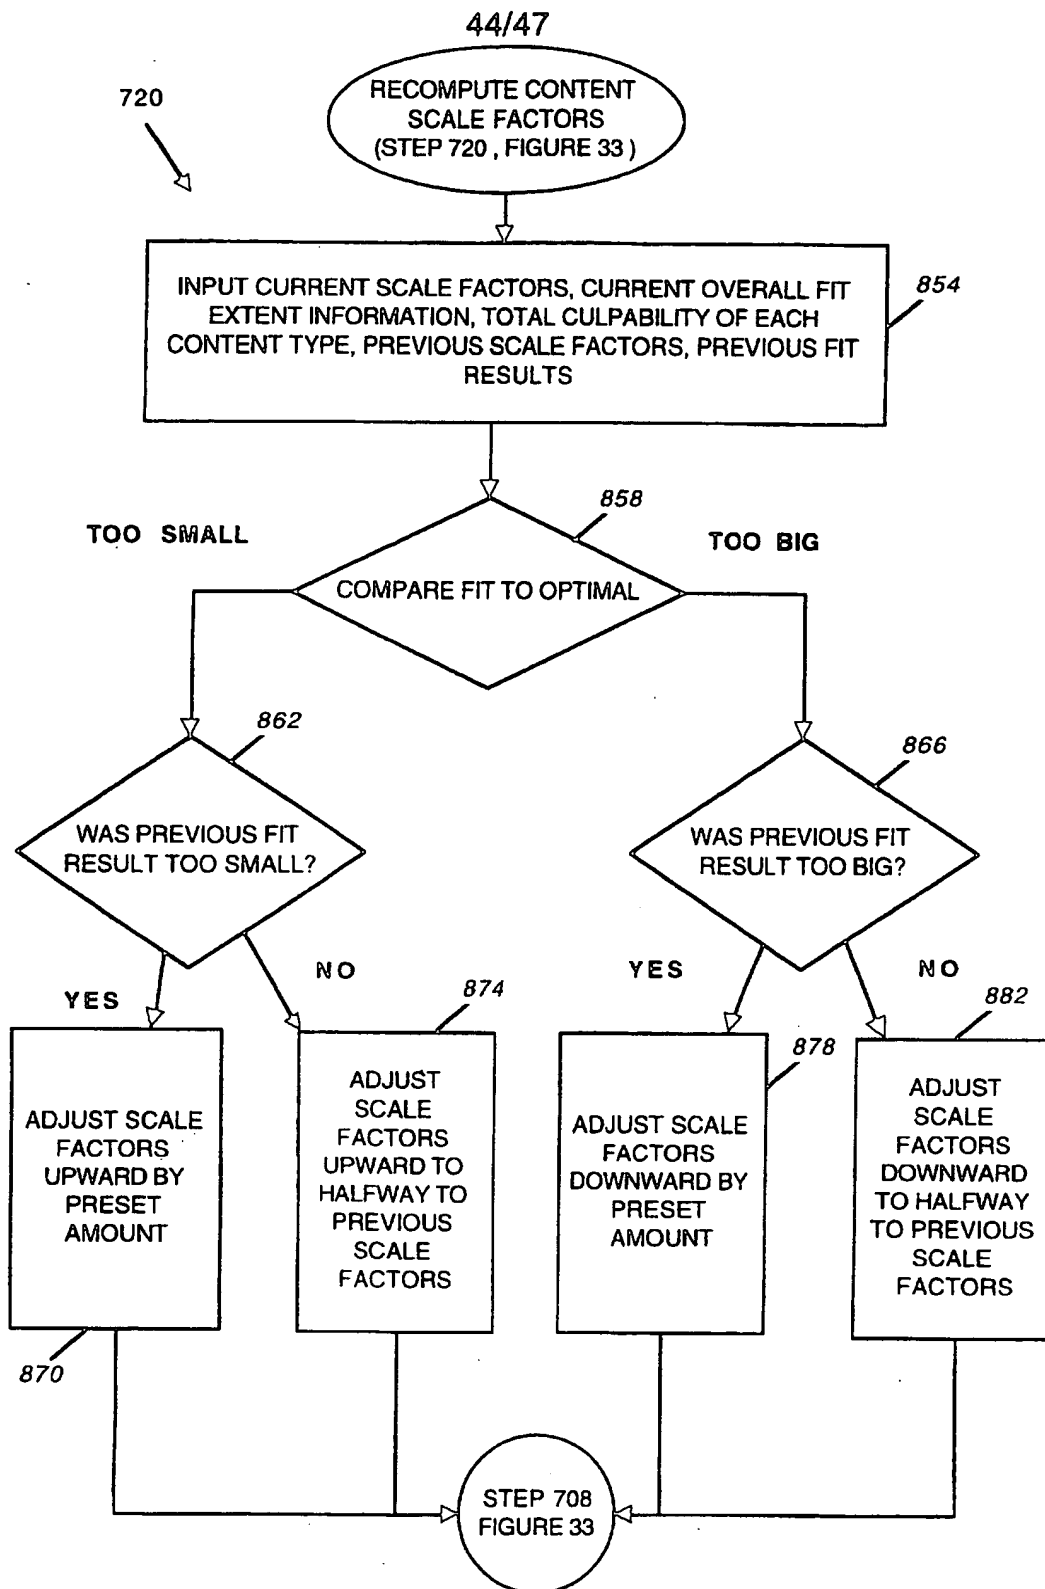 44/47
720
RECOMPUTE CONTENT
SCALE FACTORS
(STEP 720 , FIGURE 33 )
854
INPUT CURRENT SCALE FACTORS, CURRENT OVERALL FIT
EXTENT INFORMATION, TOTAL CULPABILITY OF EACH
CONTENT TYPE, PREVIOUS SCALE FACTORS, PREVIOUS FIT
RESULTS
858
TOO SMALL
TOO BIG
COMPARE FIT TO OPTIMAL
862
866
WAS PREVIOUS FIT
RESULT TOO SMALL?
WAS PREVIOUS FIT
RESULT TOO BIG?
YES
NO
YES
NO
874
878
882
ADJUST SCALE
FACTORS
UPWARD BY
PRESET
AMOUNT
ADJUST
SCALE
FACTORS
UPWARD TO
HALFWAY TO
PREVIOUS
SCALE
FACTORS
ADJUST SCALE
FACTORS
DOWNWARD BY
PRESET
AMOUNT
ADJUST
SCALE
FACTORS
DOWNWARD
TO HALFWAY
TO PREVIOUS
SCALE
FACTORS
870
STEP 708
FIGURE 33